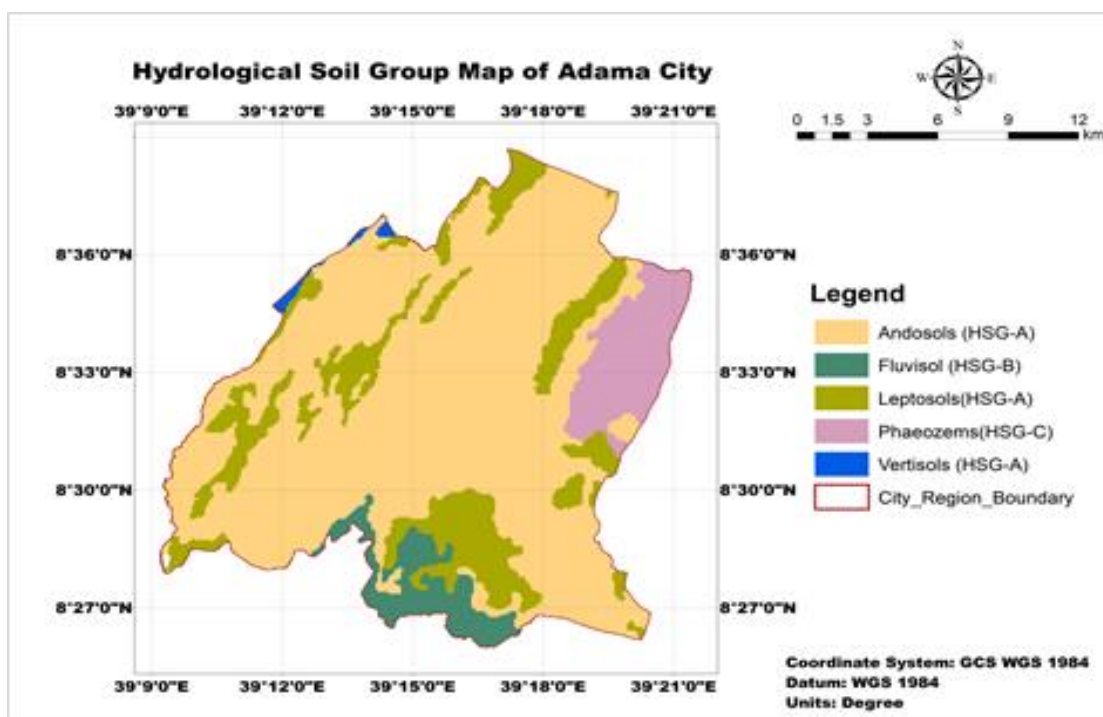 Hydrological Soil Group Map of Adama City
N
W E
S
0 1.5 3 6 9 12
km
39°9'0"E 39°12'0"E 39°15'0"E 39°18'0"E 39°21'0"E
8°36'0"N 8°36'0"N
8°33'0"N 8°33'0"N
8°30'0"N 8°30'0"N
8°27'0"N 8°27'0"N
39°9'0"E 39°12'0"E 39°15'0"E 39°18'0"E 39°21'0"E
Legend
Andosols (HSG-A)
Fluvisol (HSG-B)
Leptosols(HSG-A)
Phaeozems(HSG-C)
Vertisols (HSG-A)
City_Region_Boundary
Coordinate System: GCS WGS 1984
Datum: WGS 1984
Units: Degree